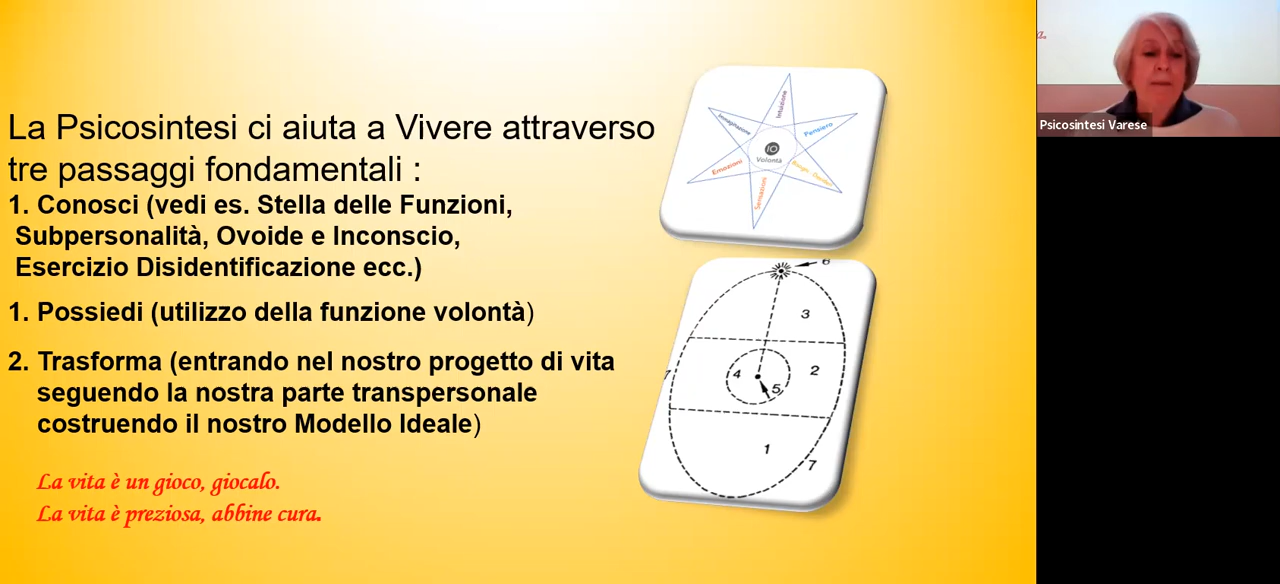 La Psicosintesi ci aiuta a Vivere attraverso
tre passaggi fondamentali :
1. Conosci (vedi es. Stella delle Funzioni,
Subpersonalità, Ovoide e Inconscio,
Esercizio Disidentificazione ecc.)
1. Possiedi (utilizzo della funzione volontà)
2. Trasforma (entrando nel nostro progetto di vita
seguendo la nostra parte transpersonale
costruendo il nostro Modello Ideale)
La vita è un gioco, giocalo.
La vita è preziosa, abbine cura.
Intuizione
Immaginazione
Pensiero
IO
Volontà
Emozioni
Sensazioni
6
3
2
4
5
7
1
7
a.
Psicosintesi Varese